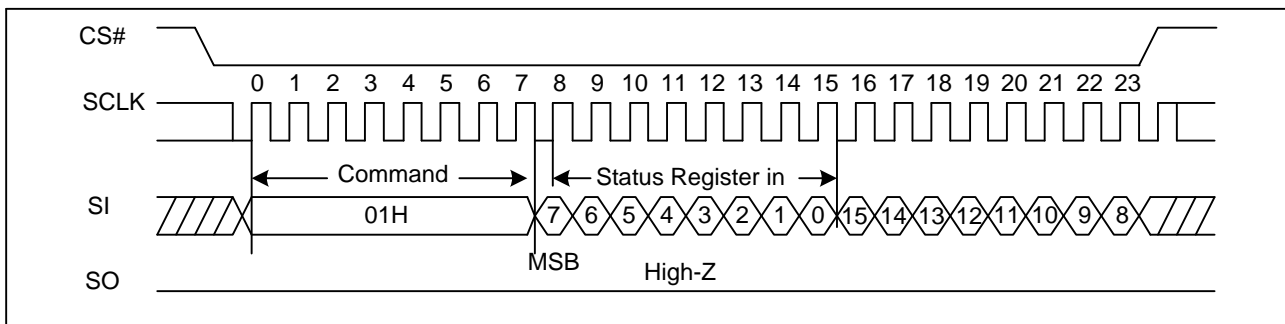 CS#
0 1 2 3 4 5 6 7 8 9 10 11 12 13 14 15 16 17 18 19 20 21 22 23
SCLK
Command Status Register in
SI 01H 7 6 5 4 3 2 1 0 15 14 13 12 11 10 9 8
MSB High-Z
SO